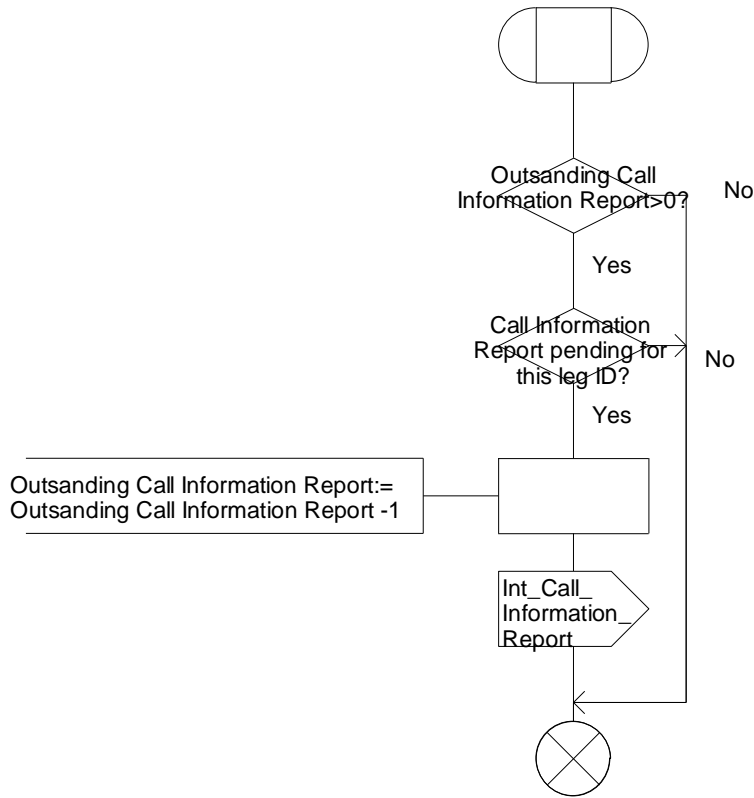 Outsanding Call
Information Report>0?
No
Yes
Call Information
Report pending for
this leg ID?
No
Yes
Outsanding Call Information Report:=
Outsanding Call Information Report -1
Int_Call_
Information_
Report